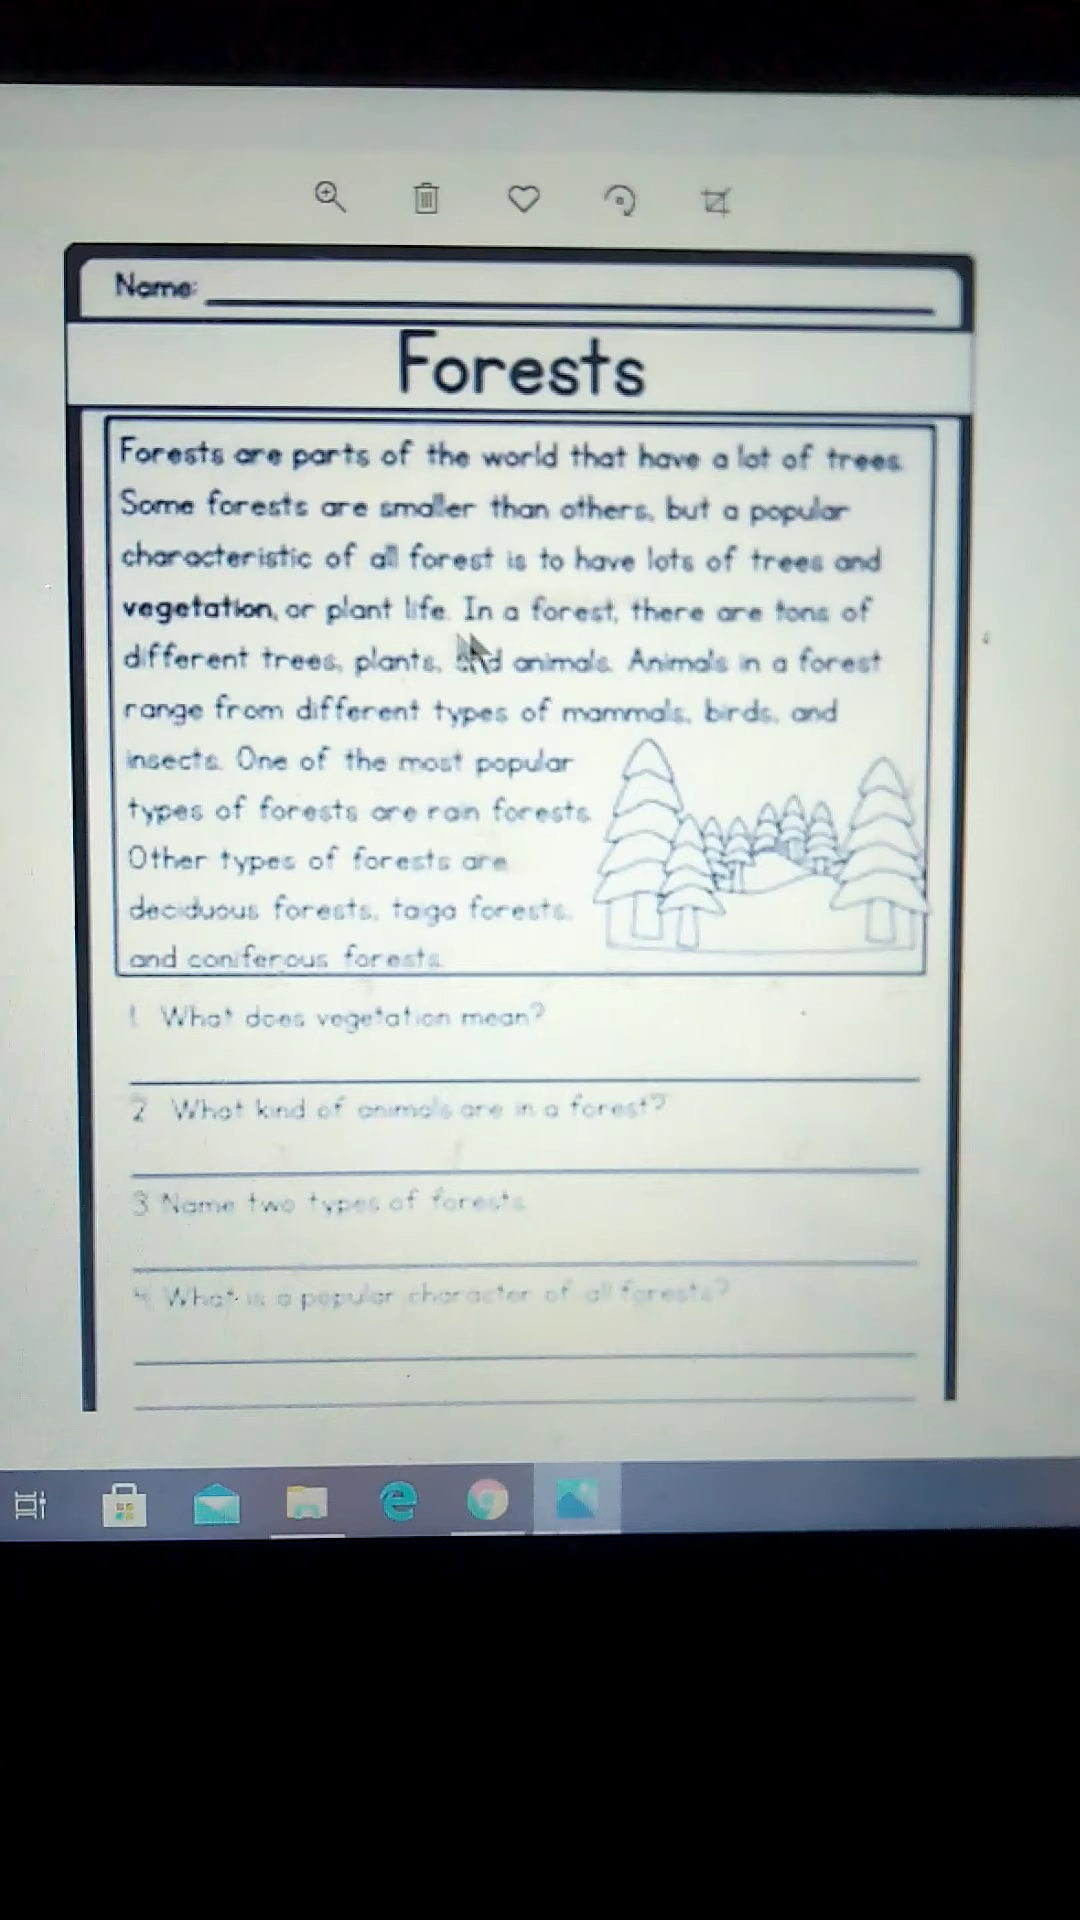 Name:
Forests
Forests are parts of the world that have a lot of trees.
Some forests are smaller than others, but a popular
characteristic of all forest is to have lots of trees and
vegetation, or plant life. In a forest, there are tons of
different trees, plants, and animals. Animals in a forest
range from different types of mammals, birds, and
insects. One of the most popular
types of forests are rain forests.
Other types of forests are
deciduous forests, taiga forests,
and coniferous forests.
1. What does vegetation mean?
2. What kind of animals are in a forest?
3. Name two types of forests.
4. What is a popular character of all forests?